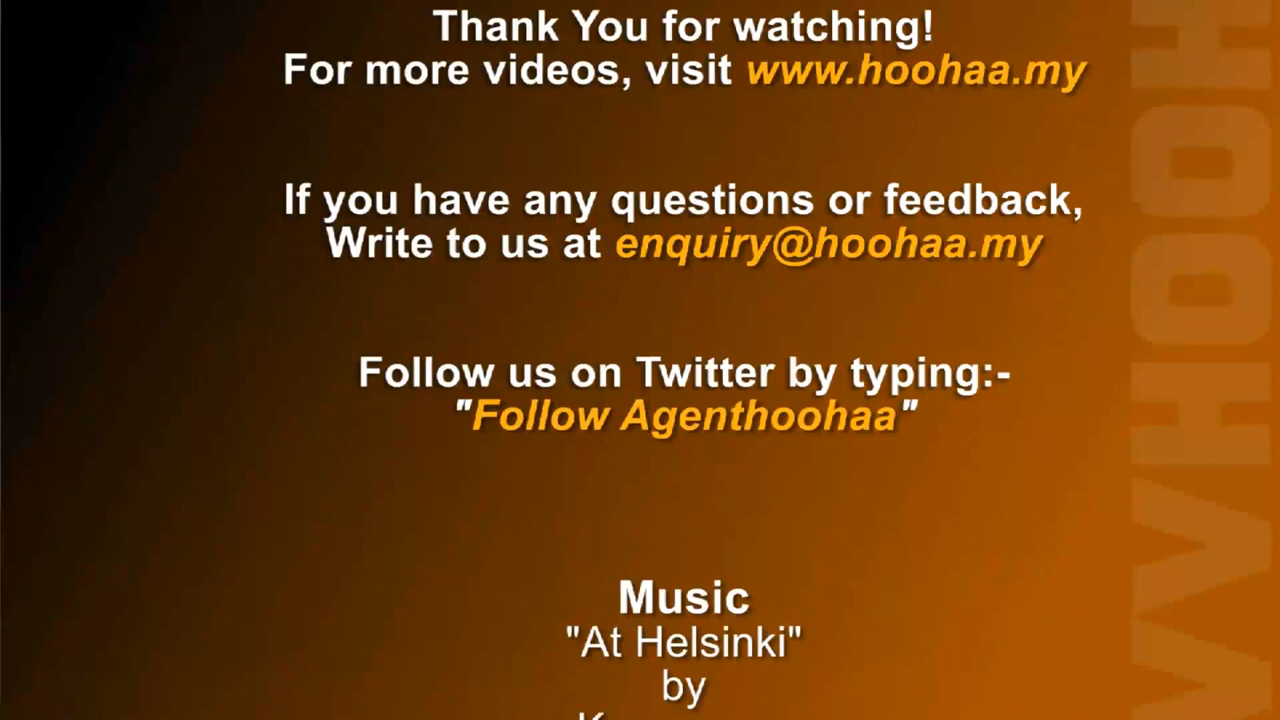 Thank You for watching!
For more videos, visit www.hoohaa.my
If you have any questions or feedback,
Write to us at enquiry@hoohaa.my
Follow us on Twitter by typing:-
"Follow Agenthoohaa"
Music
"At Helsinki"
by
WHOOH